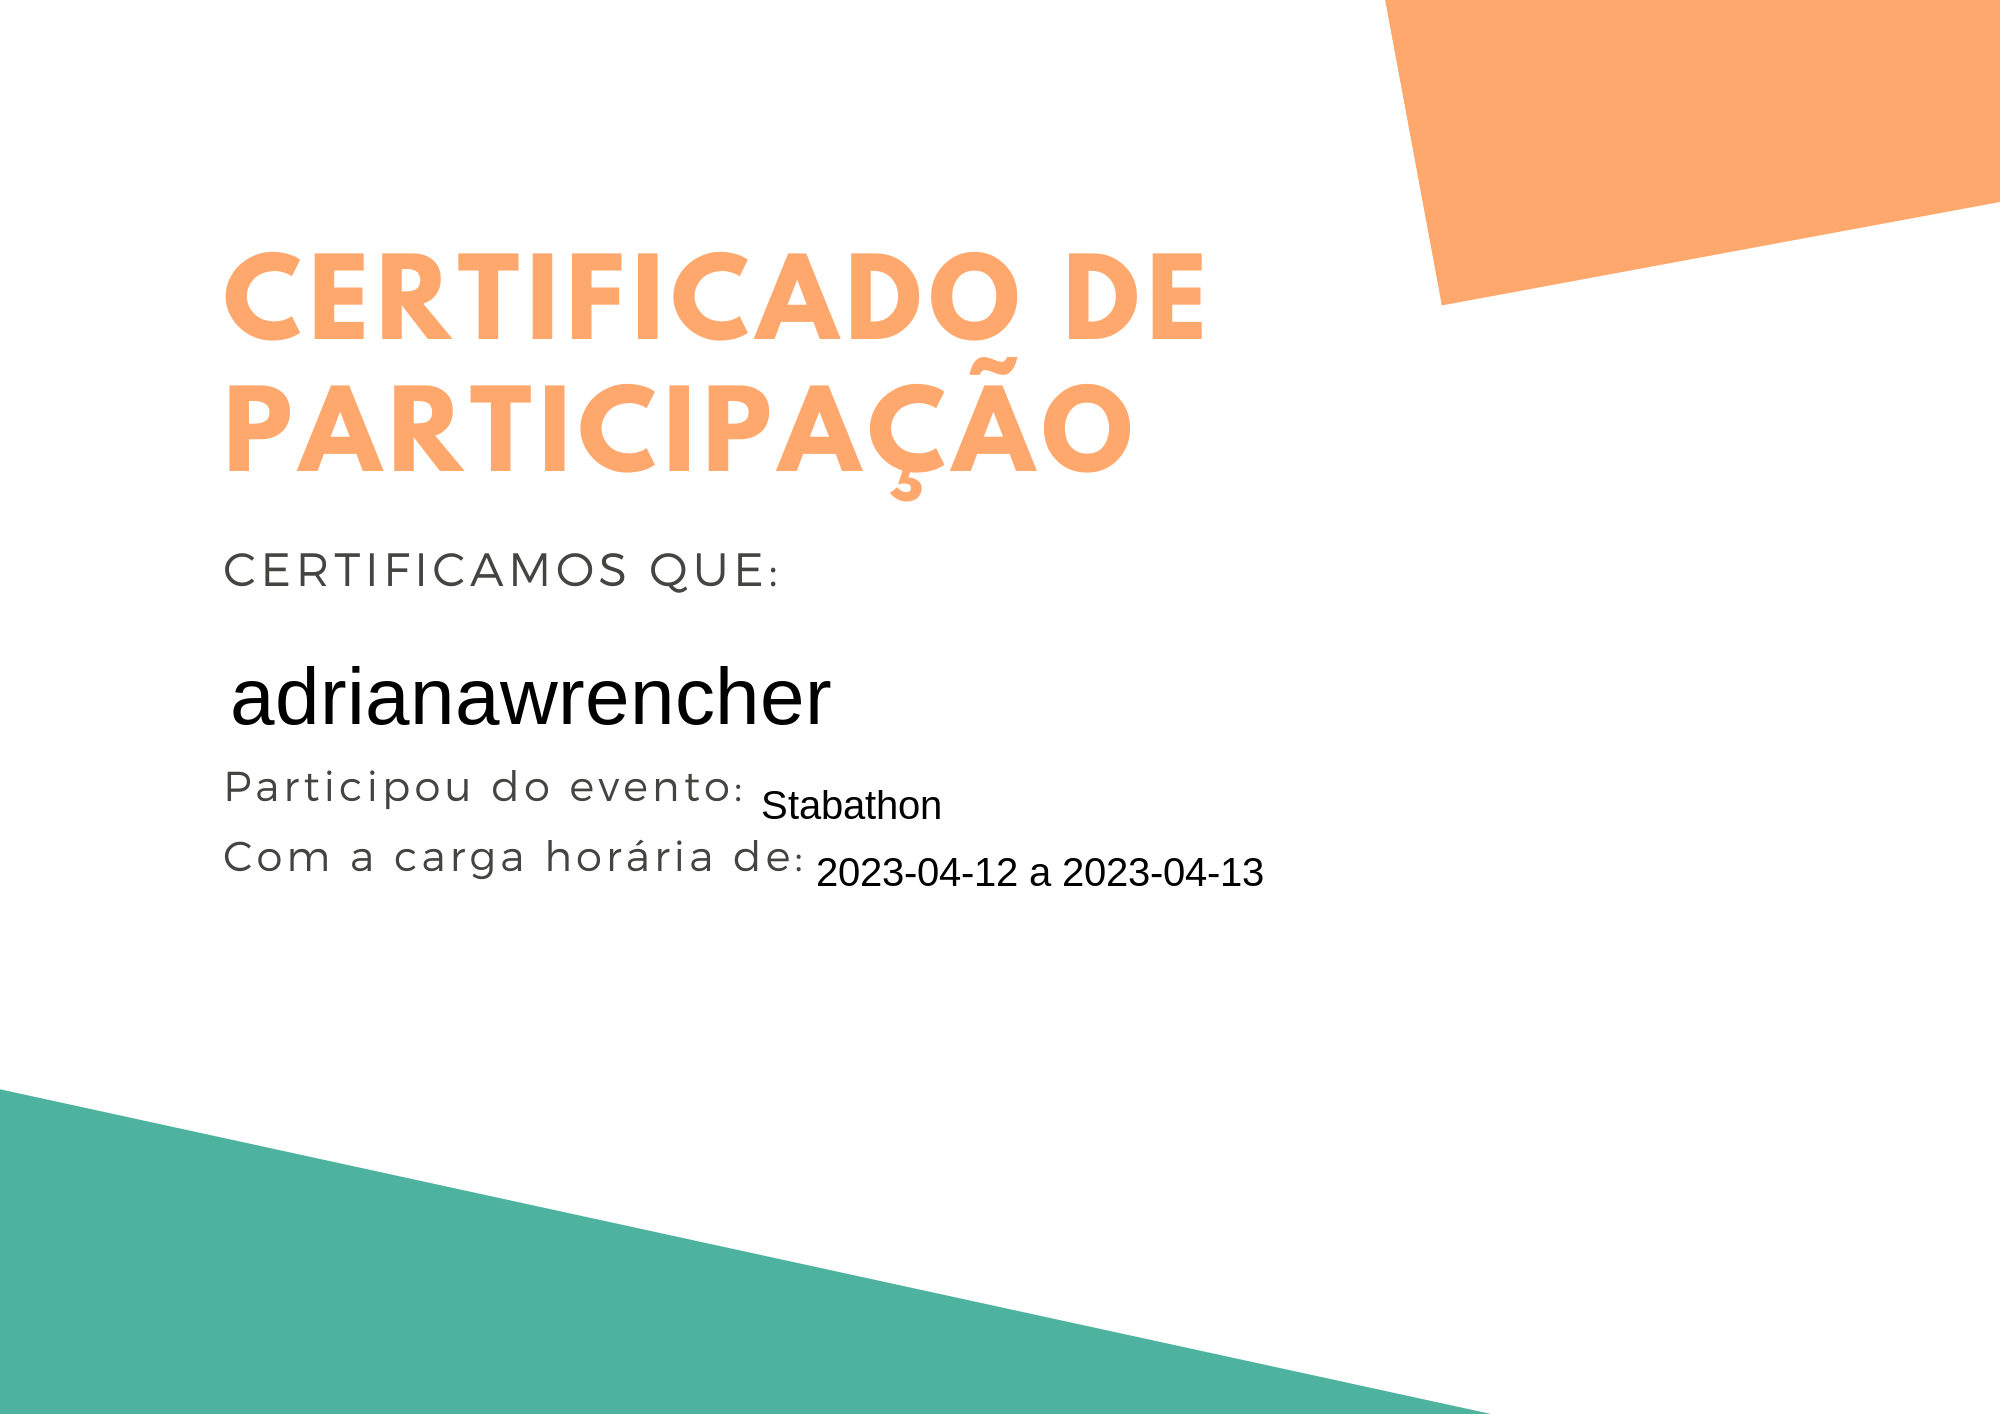 CERTIFICADO DE
PARTICIPAÇÃO
CERTIFICAMOS QUE:
adrianawrencher
Participou do evento: Stabathon
Com a carga horária de: 2023-04-12 a 2023-04-13